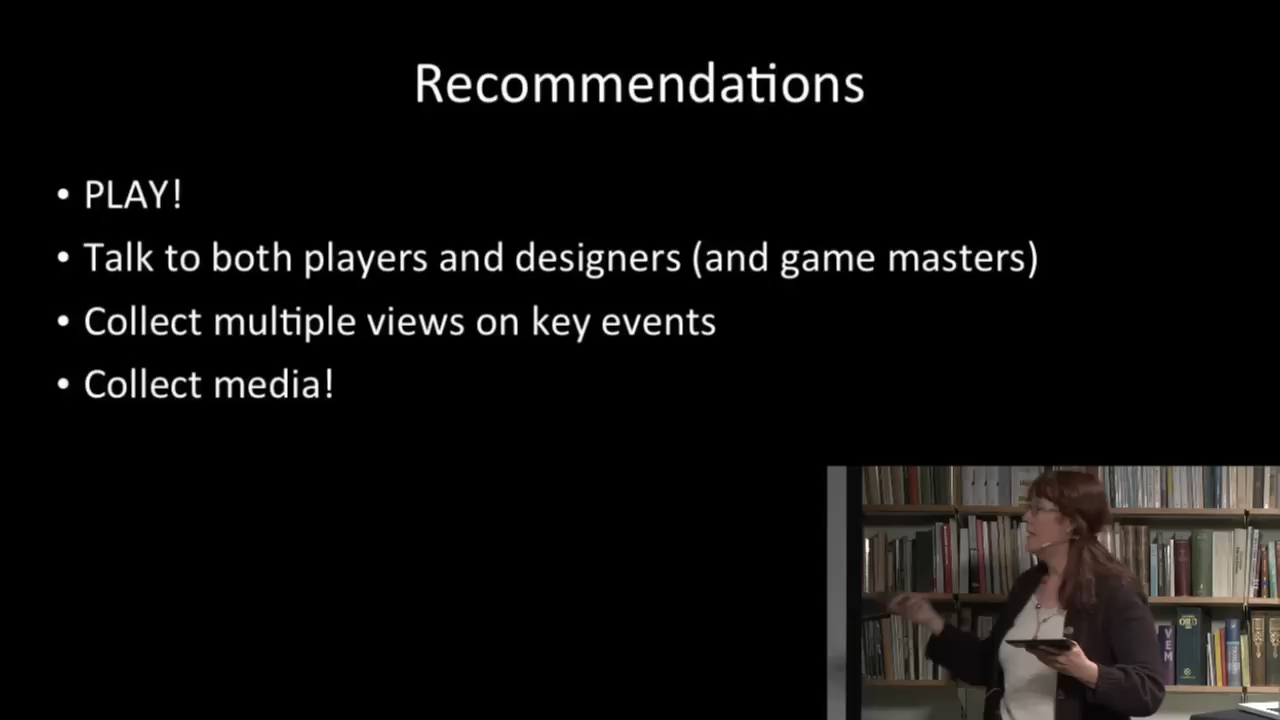 Recommendations
• PLAY!
• Talk to both players and designers (and game masters)
• Collect multiple views on key events
• Collect media!
VEM